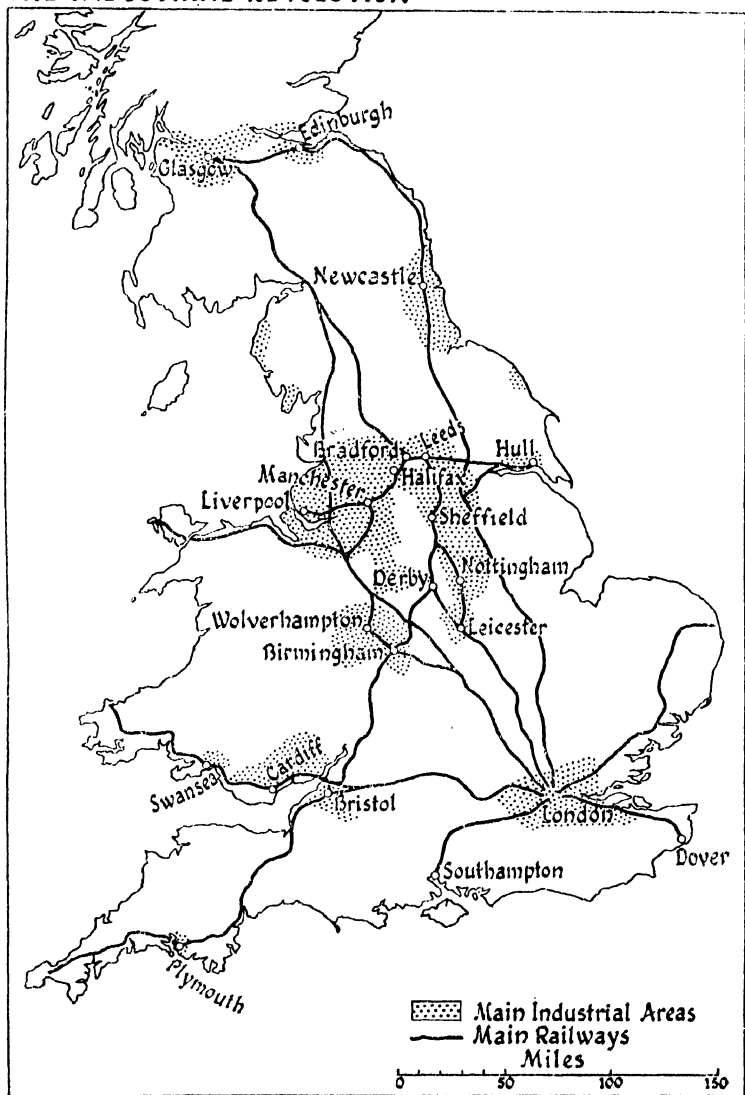 Edinburgh
Glasgow
Newcastle
Bradford
Leeds
Hull
Manchester
Halifax
Liverpool
Sheffield
Derby
Nottingham
Wolverhampton
Leicester
Birmingham
Swansea
Cardiff
Bristol
London
Dover
Southampton
Plymouth
Main Industrial Areas
Main Railways
Miles
0 50 100 150